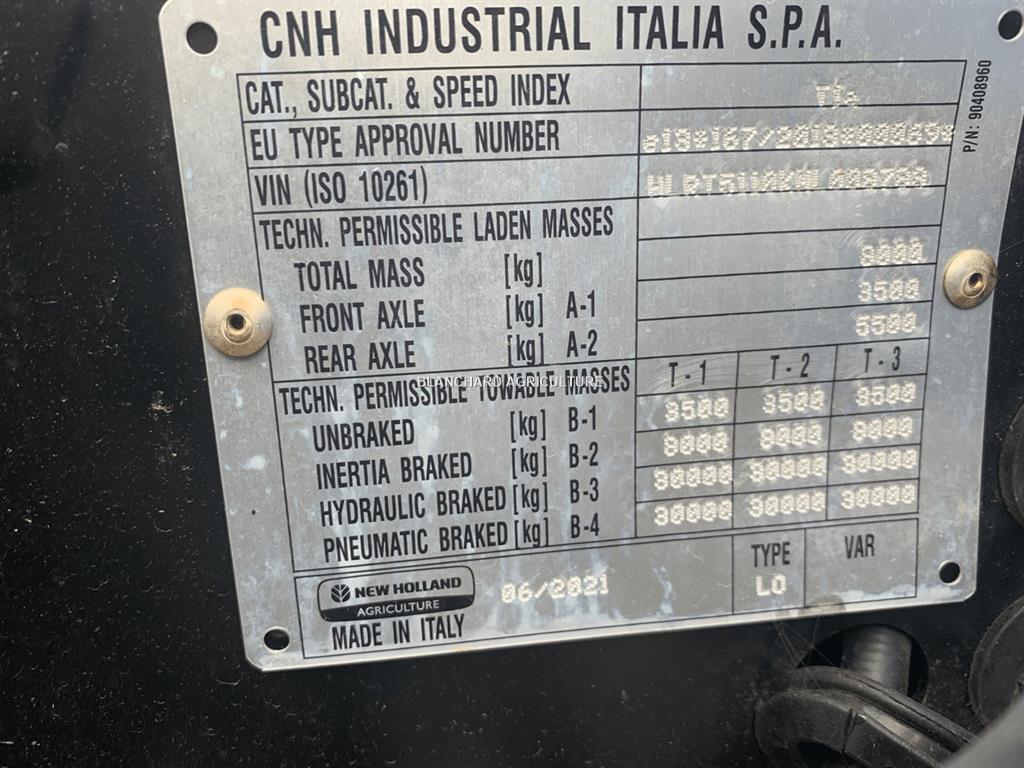 CNH INDUSTRIAL ITALIA S.P.A.
CAT., SUBCAT. & SPEED INDEX T1a
EU TYPE APPROVAL NUMBER
VIN (ISO 10261)
P/N: 90408960
TECHN. PERMISSIBLE LADEN MASSES
TOTAL MASS [kg]
FRONT AXLE [kg] A-1 3500
REAR AXLE [kg] A-2 5500
TECHN. PERMISSIBLE TOWABLE MASSES T-1 T-2 T-3
BLANCHARD AGRICULTURE
UNBRAKED [kg] B-1 3500 3500 3500
INERTIA BRAKED [kg] B-2 8000 8000 8000
HYDRAULIC BRAKED [kg] B-3 30000 30000 30000
PNEUMATIC BRAKED [kg] B-4 30000 30000 30000
NEW HOLLAND
AGRICULTURE
06/2021
TYPE VAR
LO
MADE IN ITALY